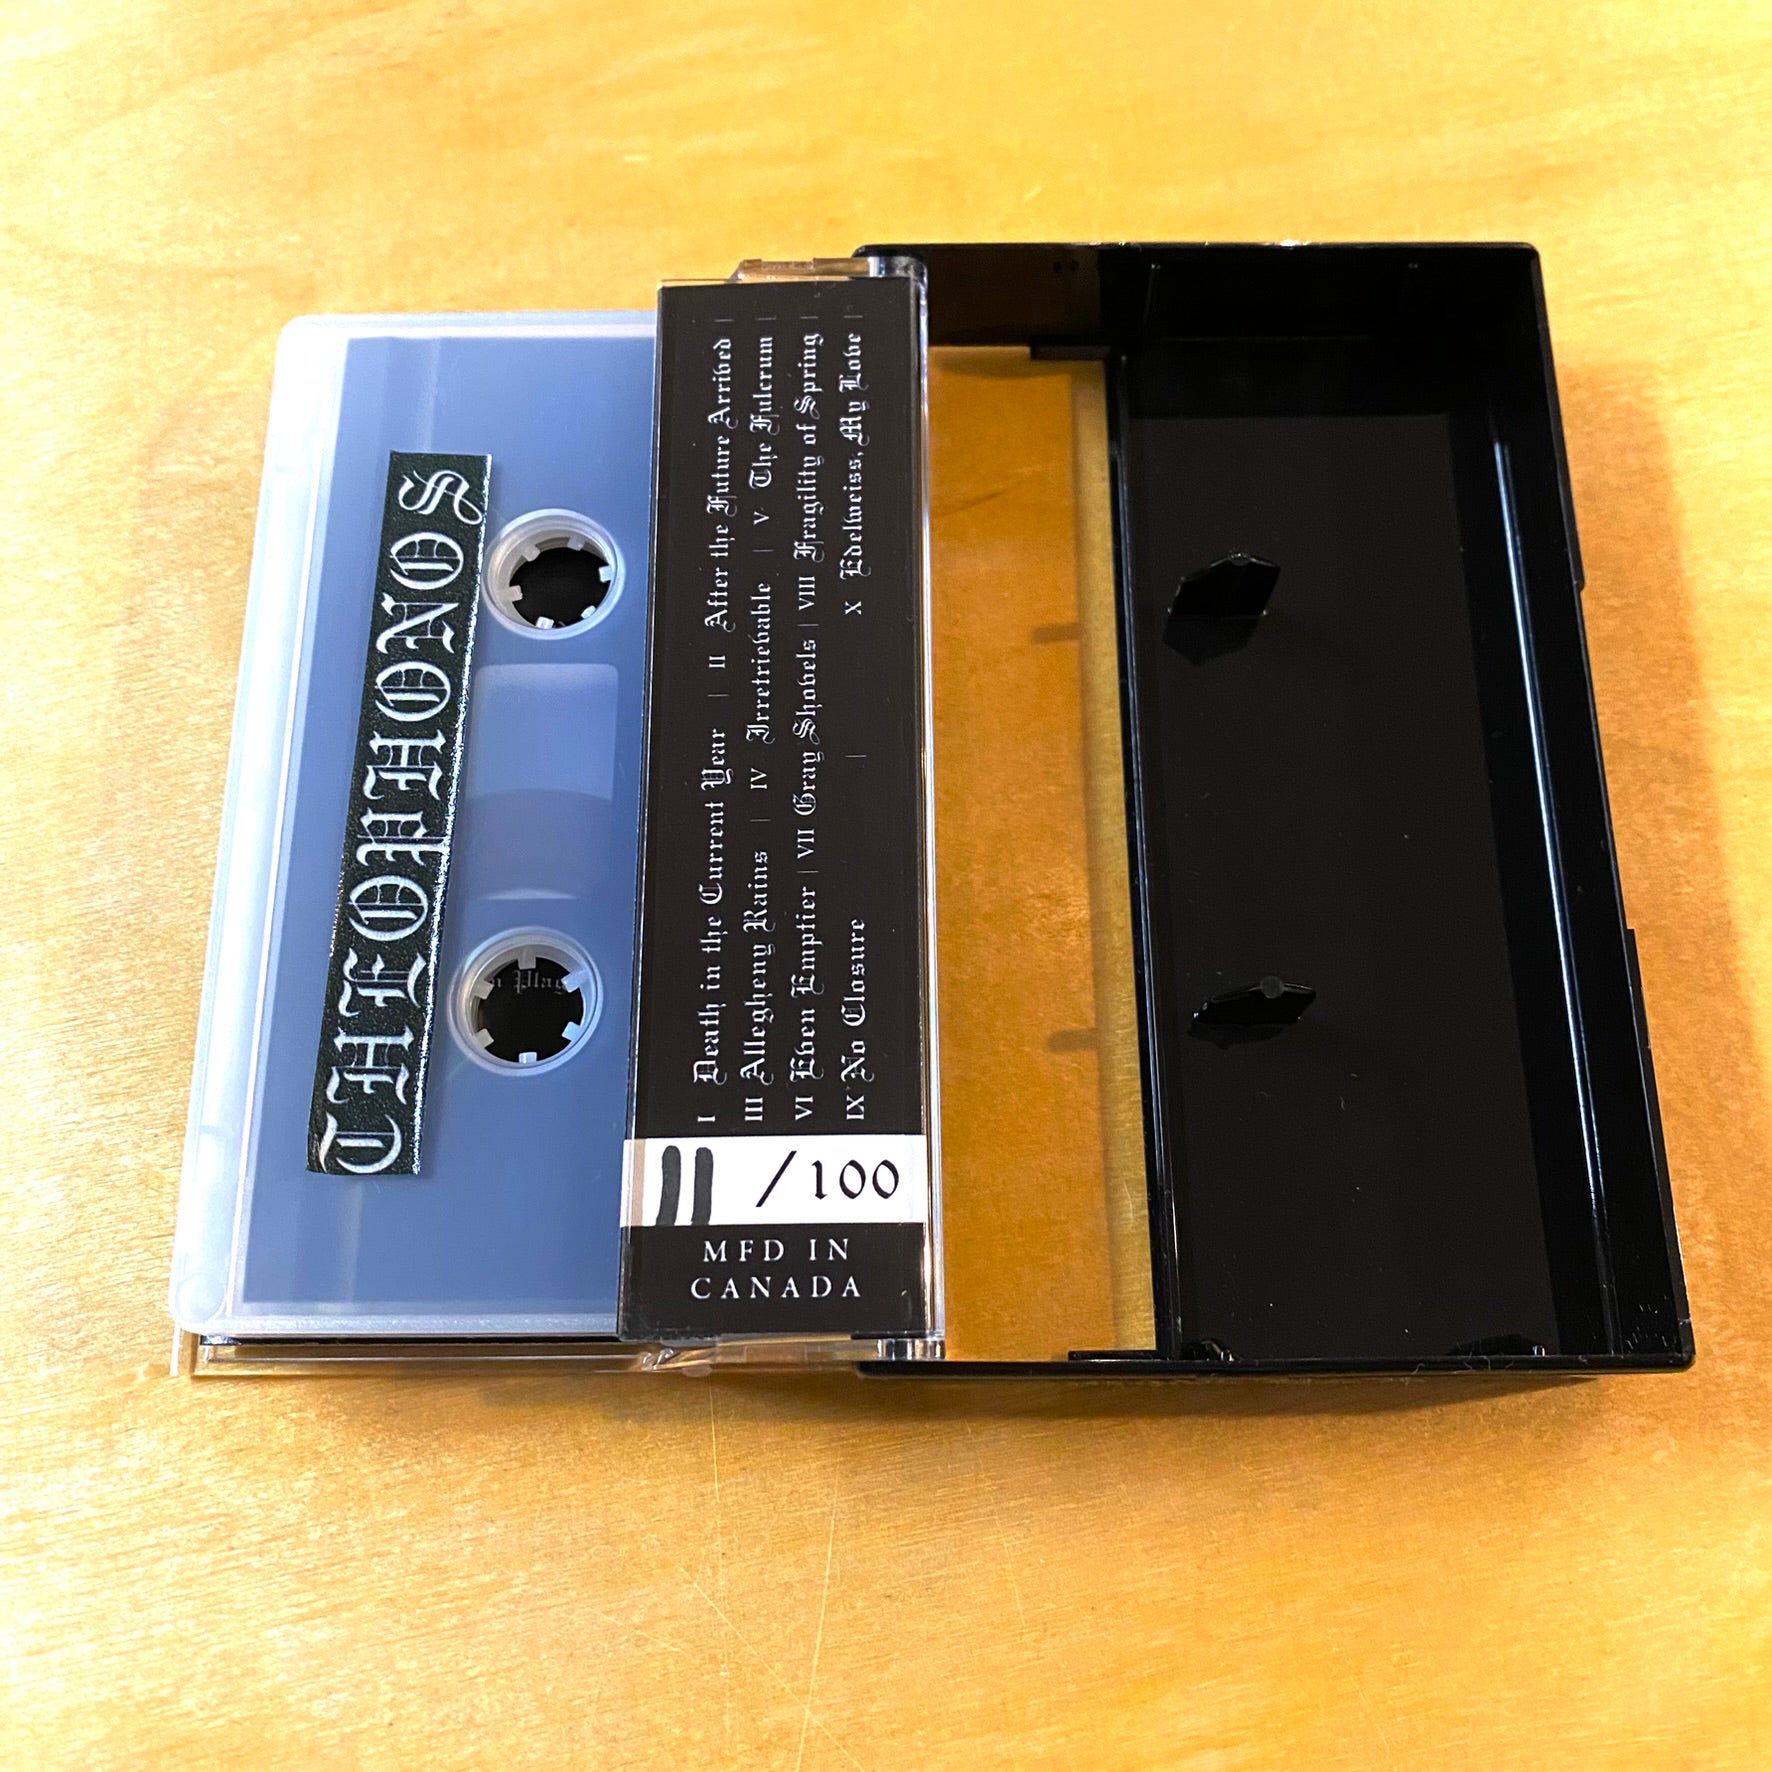 THEOPHONOS
n Plag
I Death in the Current Year | II After the Future Arrived |
III Allegheny Rains | IV Irretrievable | V The Fulcrum |
VI Even Emptier | VII Gray Shovels | VIII Fragility of Spring |
IX No Closure | X Edelweiss, My Love |
11 /100
MFD IN
CANADA